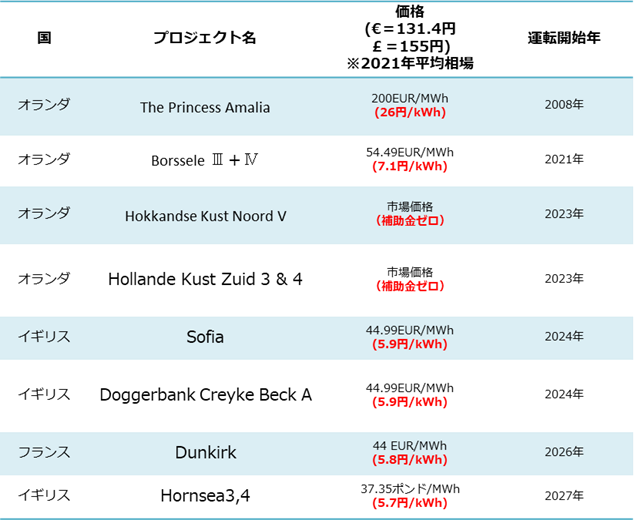 国 プロジェクト名 価格 運転開始年
(€＝131.4円
￡＝155円)
※2021年平均相場
オランダ The Princess Amalia 200EUR/MWh 2008年
(26円/kWh)
オランダ Borssele Ⅲ＋Ⅳ 54.49EUR/MWh 2021年
(7.1円/kWh)
オランダ Hokkandse Kust Noord V 市場価格 2023年
（補助金ゼロ）
オランダ Hollande Kust Zuid 3 & 4 市場価格 2023年
（補助金ゼロ）
イギリス Sofia 44.99EUR/MWh 2024年
(5.9円/kWh)
イギリス Doggerbank Creyke Beck A 44.99EUR/MWh 2024年
(5.9円/kWh)
フランス Dunkirk 44 EUR/MWh 2026年
(5.8円/kWh)
イギリス Hornsea3,4 37.35ポンド/MWh 2027年
(5.7円/kWh)